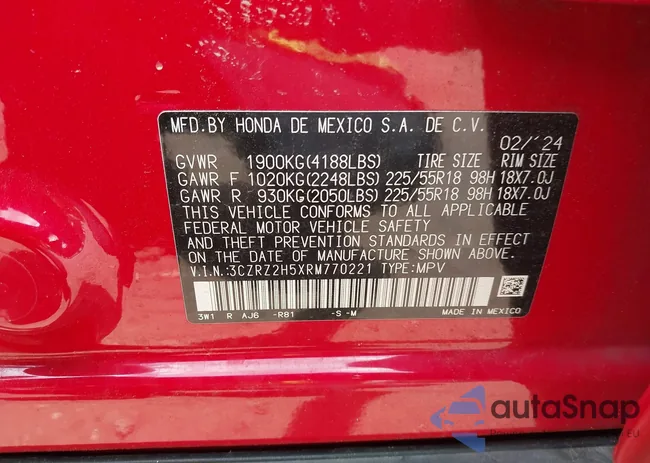 MFD.BY HONDA DE MEXICO S.A. DE C.V.
02/'24
GVWR 1900KG(4188LBS) TIRE SIZE RIM SIZE
GAWR F 1020KG(2248LBS) 225/55R18 98H 18X7.0J
GAWR R 930KG(2050LBS) 225/55R18 98H 18X7.0J
THIS VEHICLE CONFORMS TO ALL APPLICABLE
FEDERAL MOTOR VEHICLE SAFETY
AND THEFT PREVENTION STANDARDS IN EFFECT
ON THE DATE OF MANUFACTURE SHOWN ABOVE.
V.I.N.:3CZRZ2H5XRM770221 TYPE:MPV
3W1 R AJ6 -R81 -S -M
MADE IN MEXICO
autaSnap
EU